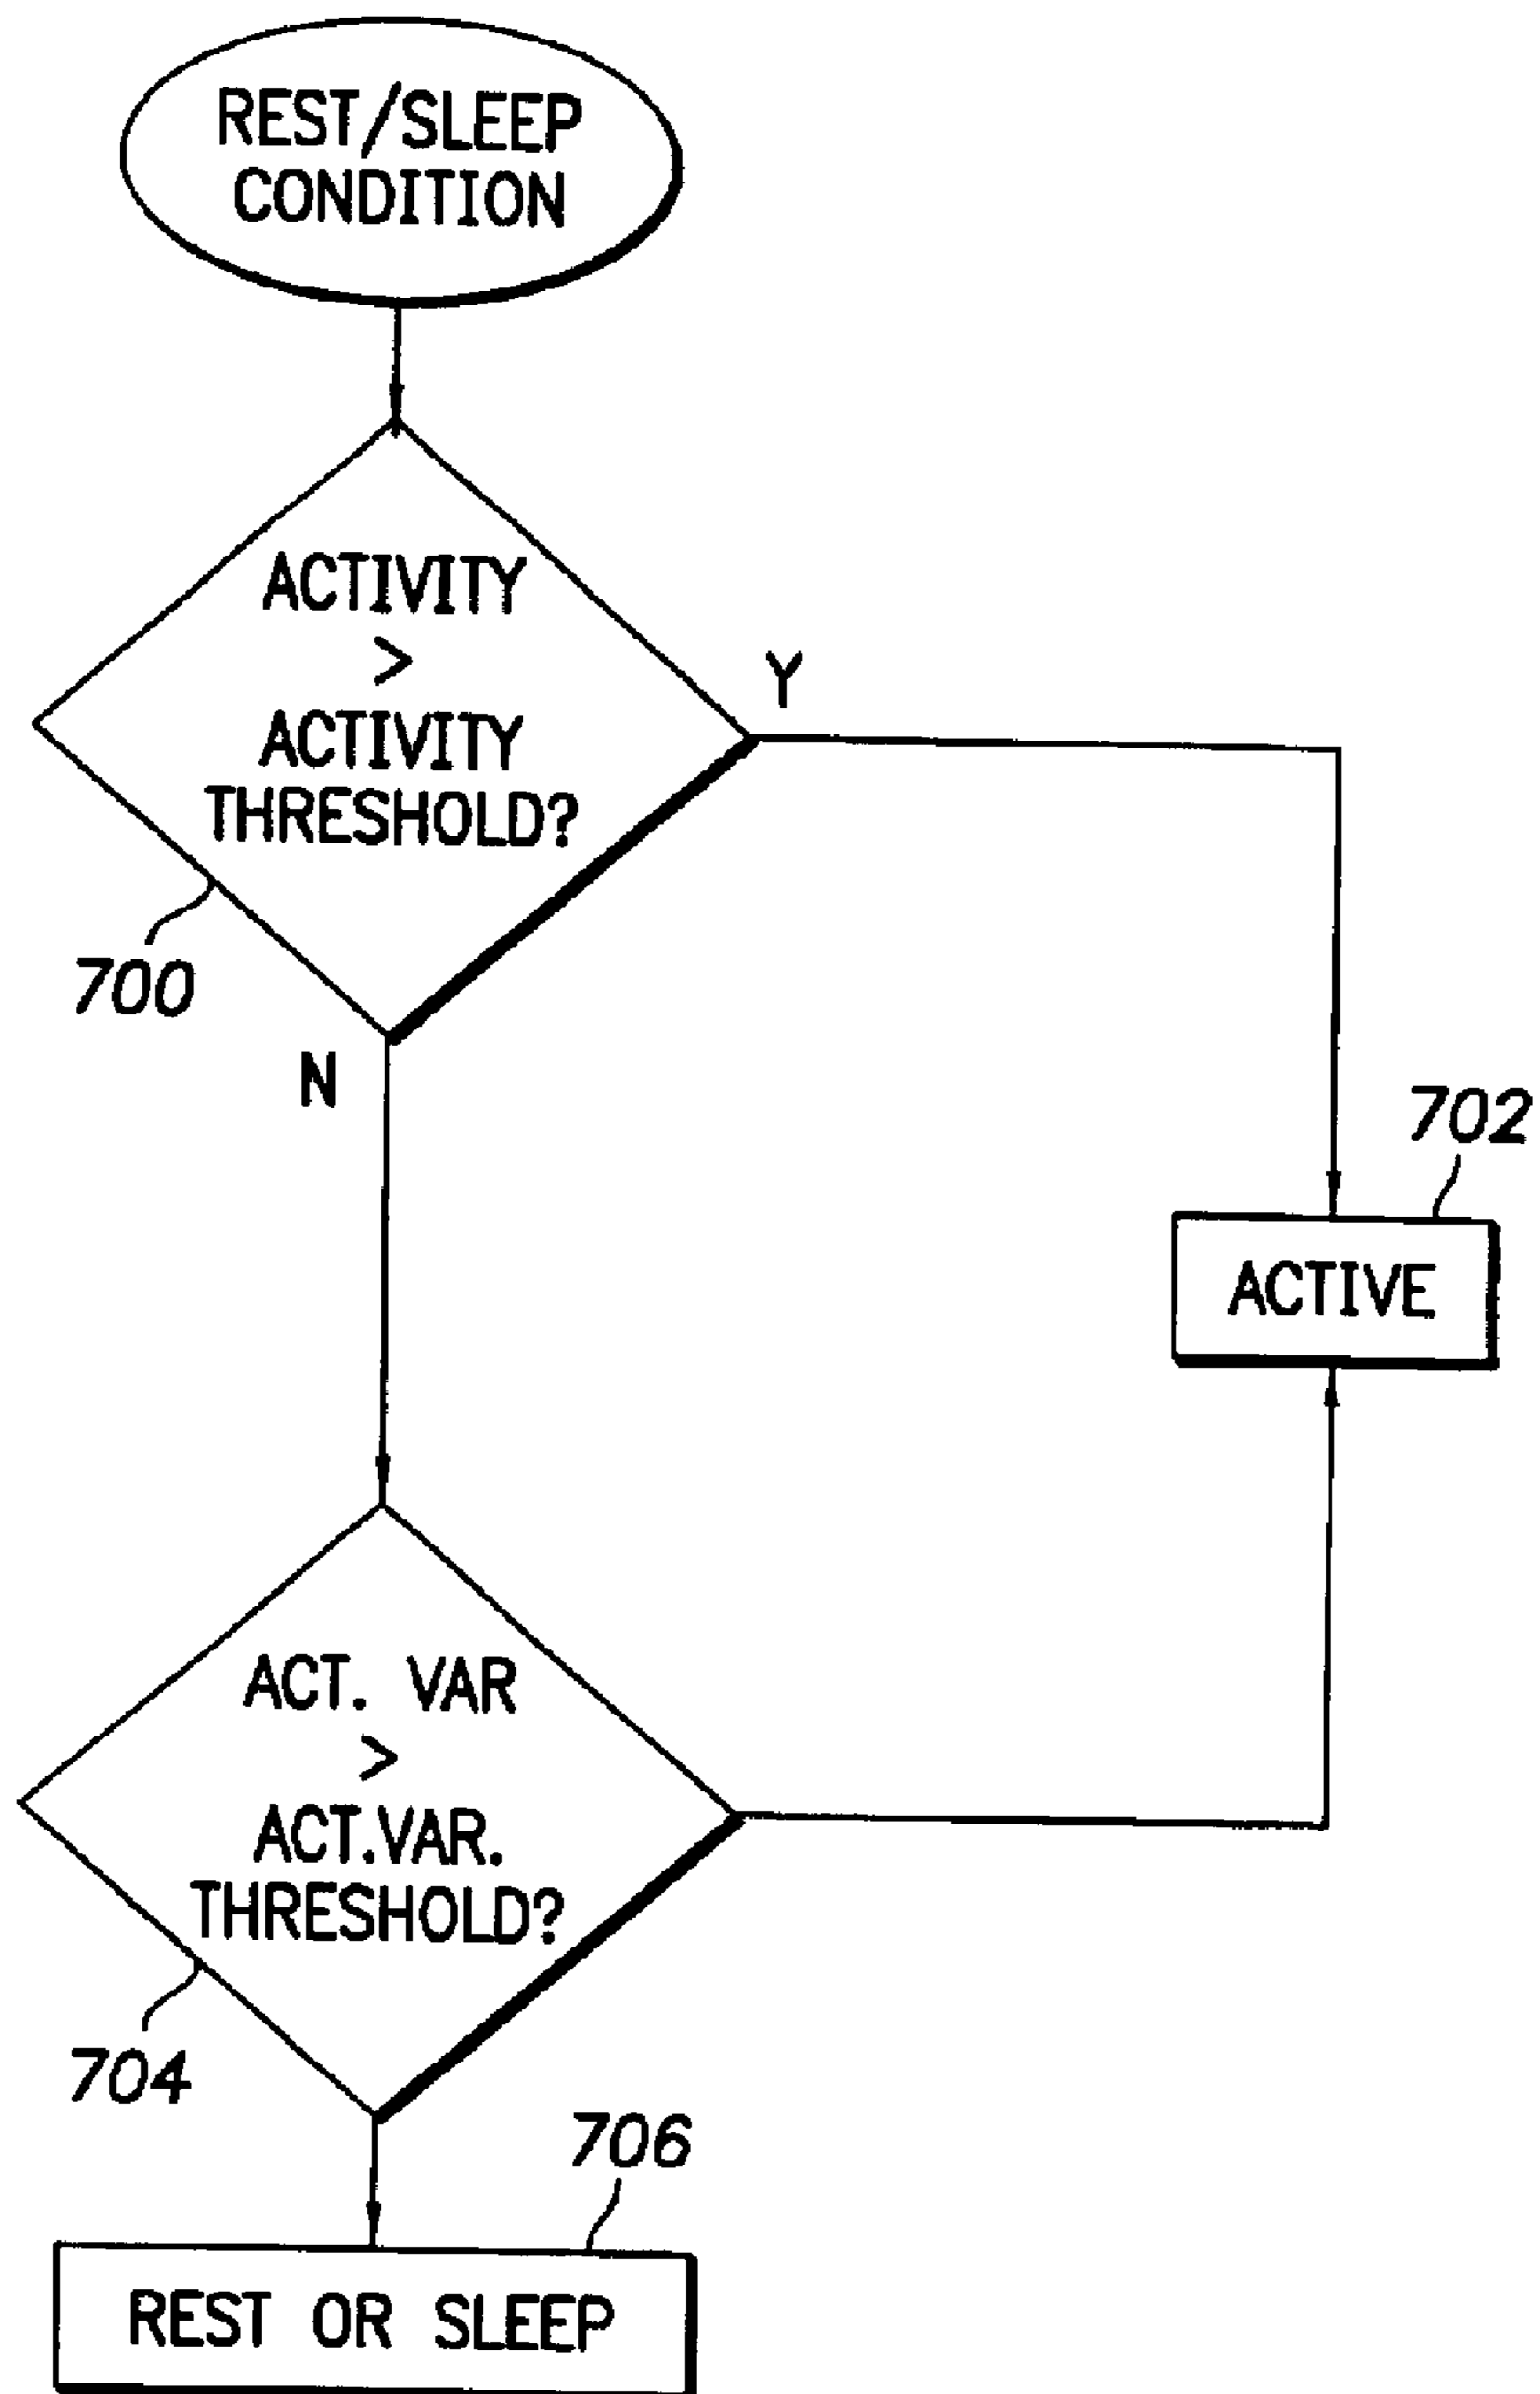 REST/SLEEP
CONDITION
ACTIVITY
>
ACTIVITY
THRESHOLD?
Y
700
N
702
ACTIVE
ACT. VAR
>
ACT.VAR.
THRESHOLD?
704
706
REST OR SLEEP